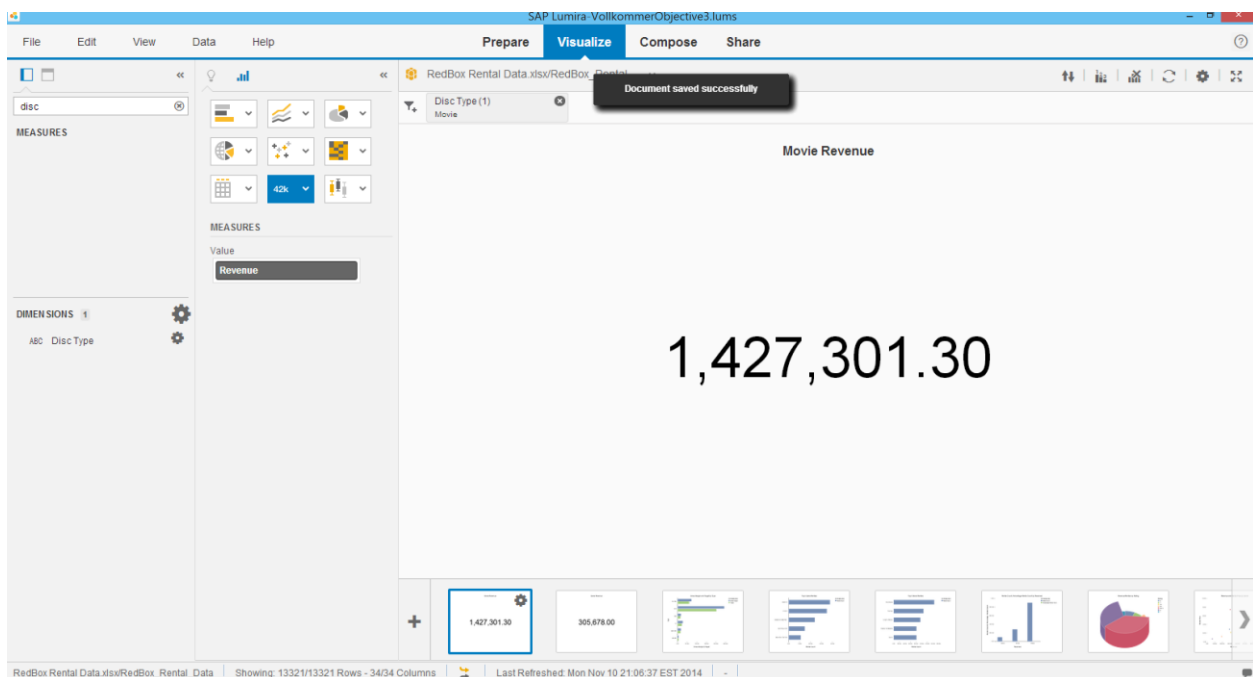 SAP Lumira-VollkommerObjective3.lums
File Edit View Data Help Prepare Visualize Compose Share
RedBox Rental Data.xlsx/RedBox_Rental
Document saved successfully
disc
Disc Type (1)
Movie
MEASURES
Movie Revenue
42k
MEASURES
Value
Revenue
DIMENSIONS 1
ABC Disc Type
1,427,301.30
1,427,301.30
305,678.00
RedBox Rental Data.xlsx/RedBox_Rental_Data Showing: 13321/13321 Rows - 34/34 Columns Last Refreshed: Mon Nov 10 21:06:37 EST 2014 -